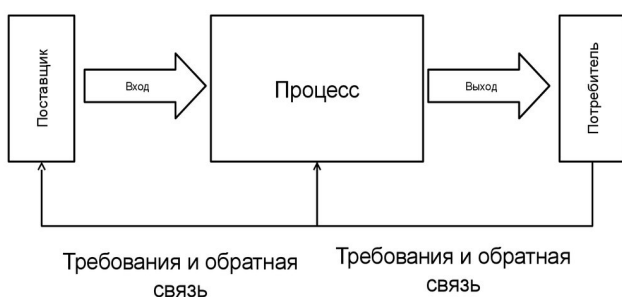 Поставщик
Вход
Процесс
Выход
Потребитель
Требования и обратная
связь
Требования и обратная
связь